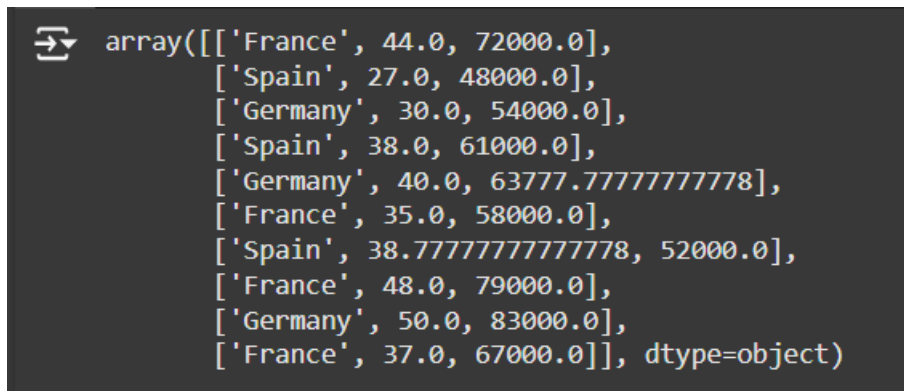 array([['France', 44.0, 72000.0],
['Spain', 27.0, 48000.0],
['Germany', 30.0, 54000.0],
['Spain', 38.0, 61000.0],
['Germany', 40.0, 63777.77777777778],
['France', 35.0, 58000.0],
['Spain', 38.77777777777778, 52000.0],
['France', 48.0, 79000.0],
['Germany', 50.0, 83000.0],
['France', 37.0, 67000.0]], dtype=object)